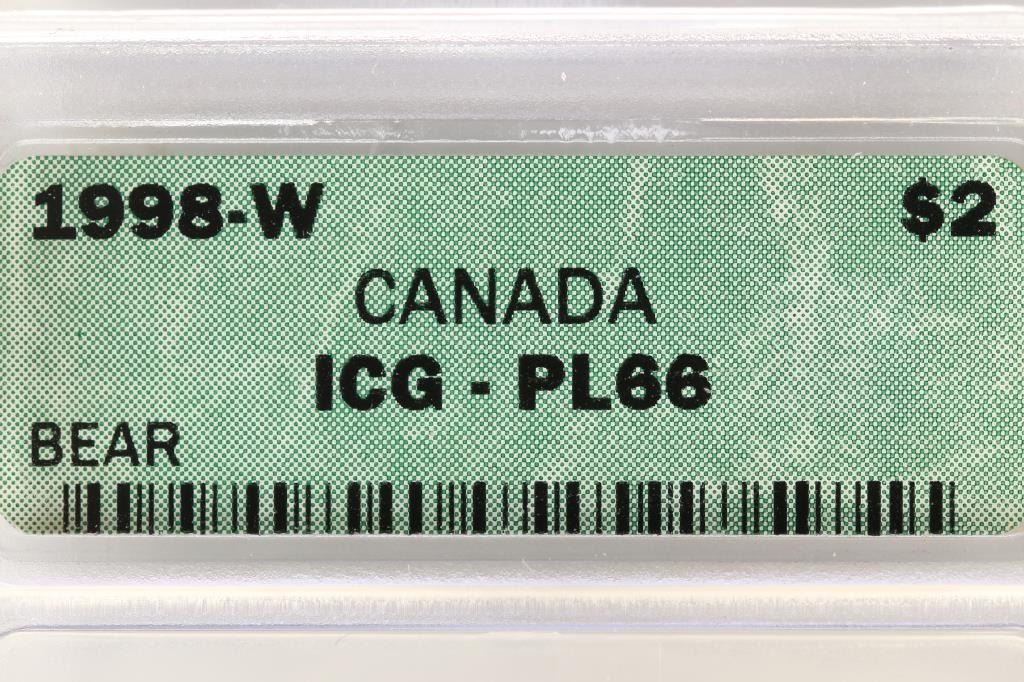 1998-W $2
CANADA
ICG - PL66
BEAR